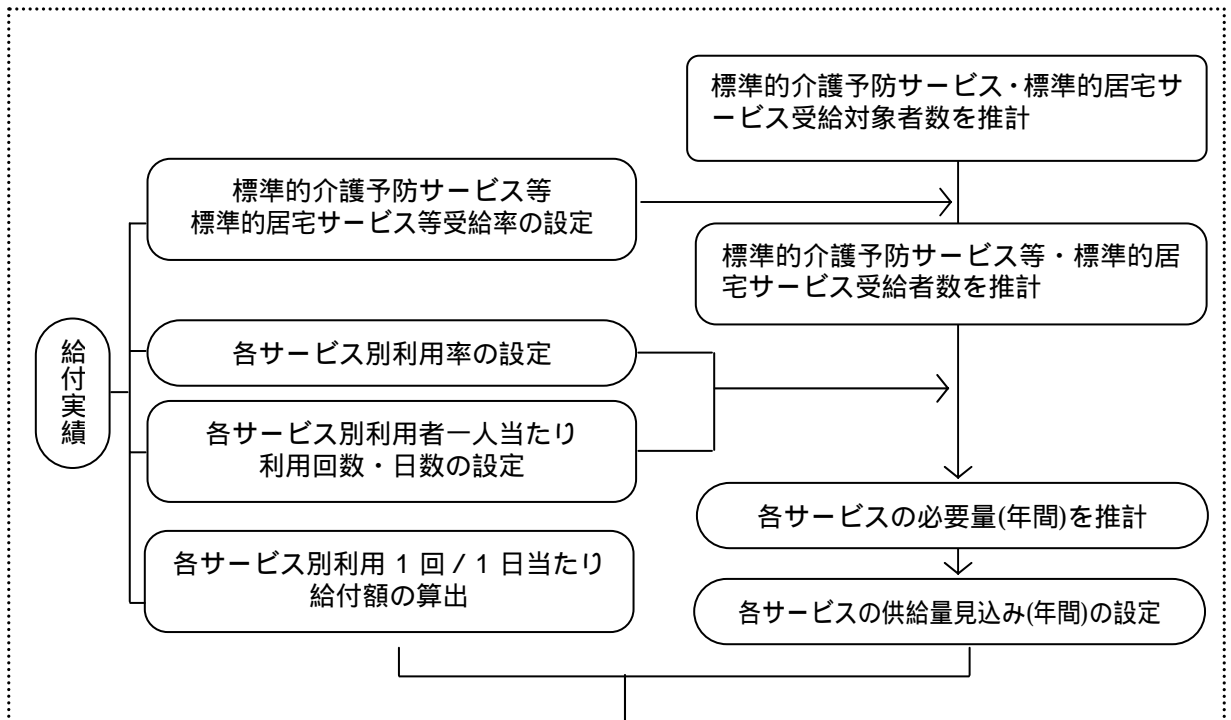 標準的介護予防サービス・標準的居宅サ
ービス受給対象者数を推計
標準的介護予防サービス等
標準的居宅サービス等受給率の設定
標準的介護予防サービス等・標準的居
宅サービス受給者数を推計
給付実績
各サービス別利用率の設定
各サービス別利用者一人当たり
利用回数・日数の設定
各サービスの必要量(年間)を推計
各サービス別利用 1 回 / 1 日当たり
給付額の算出
各サービスの供給量見込み(年間)の設定